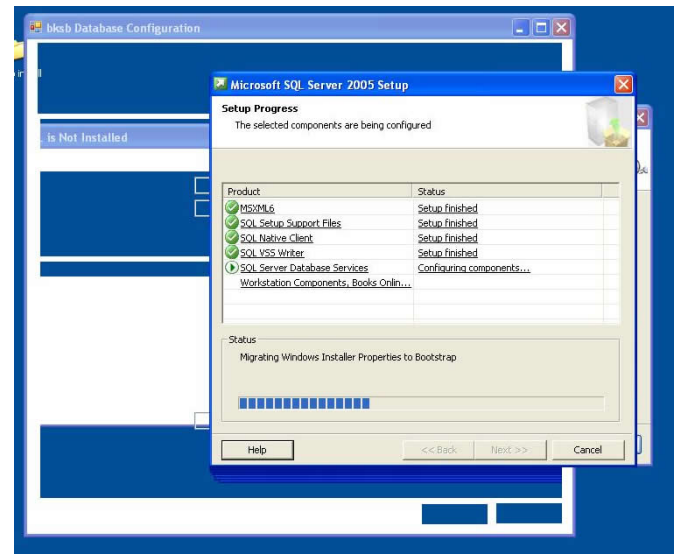 bksb Database Configuration
Microsoft SQL Server 2005 Setup
Setup Progress
The selected components are being configured
is Not Installed
Product Status
MSXML6 Setup finished
SQL Setup Support Files Setup finished
SQL Native Client Setup finished
SQL VSS Writer Setup finished
SQL Server Database Services Configuring components...
Workstation Components, Books Onlin...
Status
Migrating Windows Installer Properties to Bootstrap
Help << Back Next >> Cancel